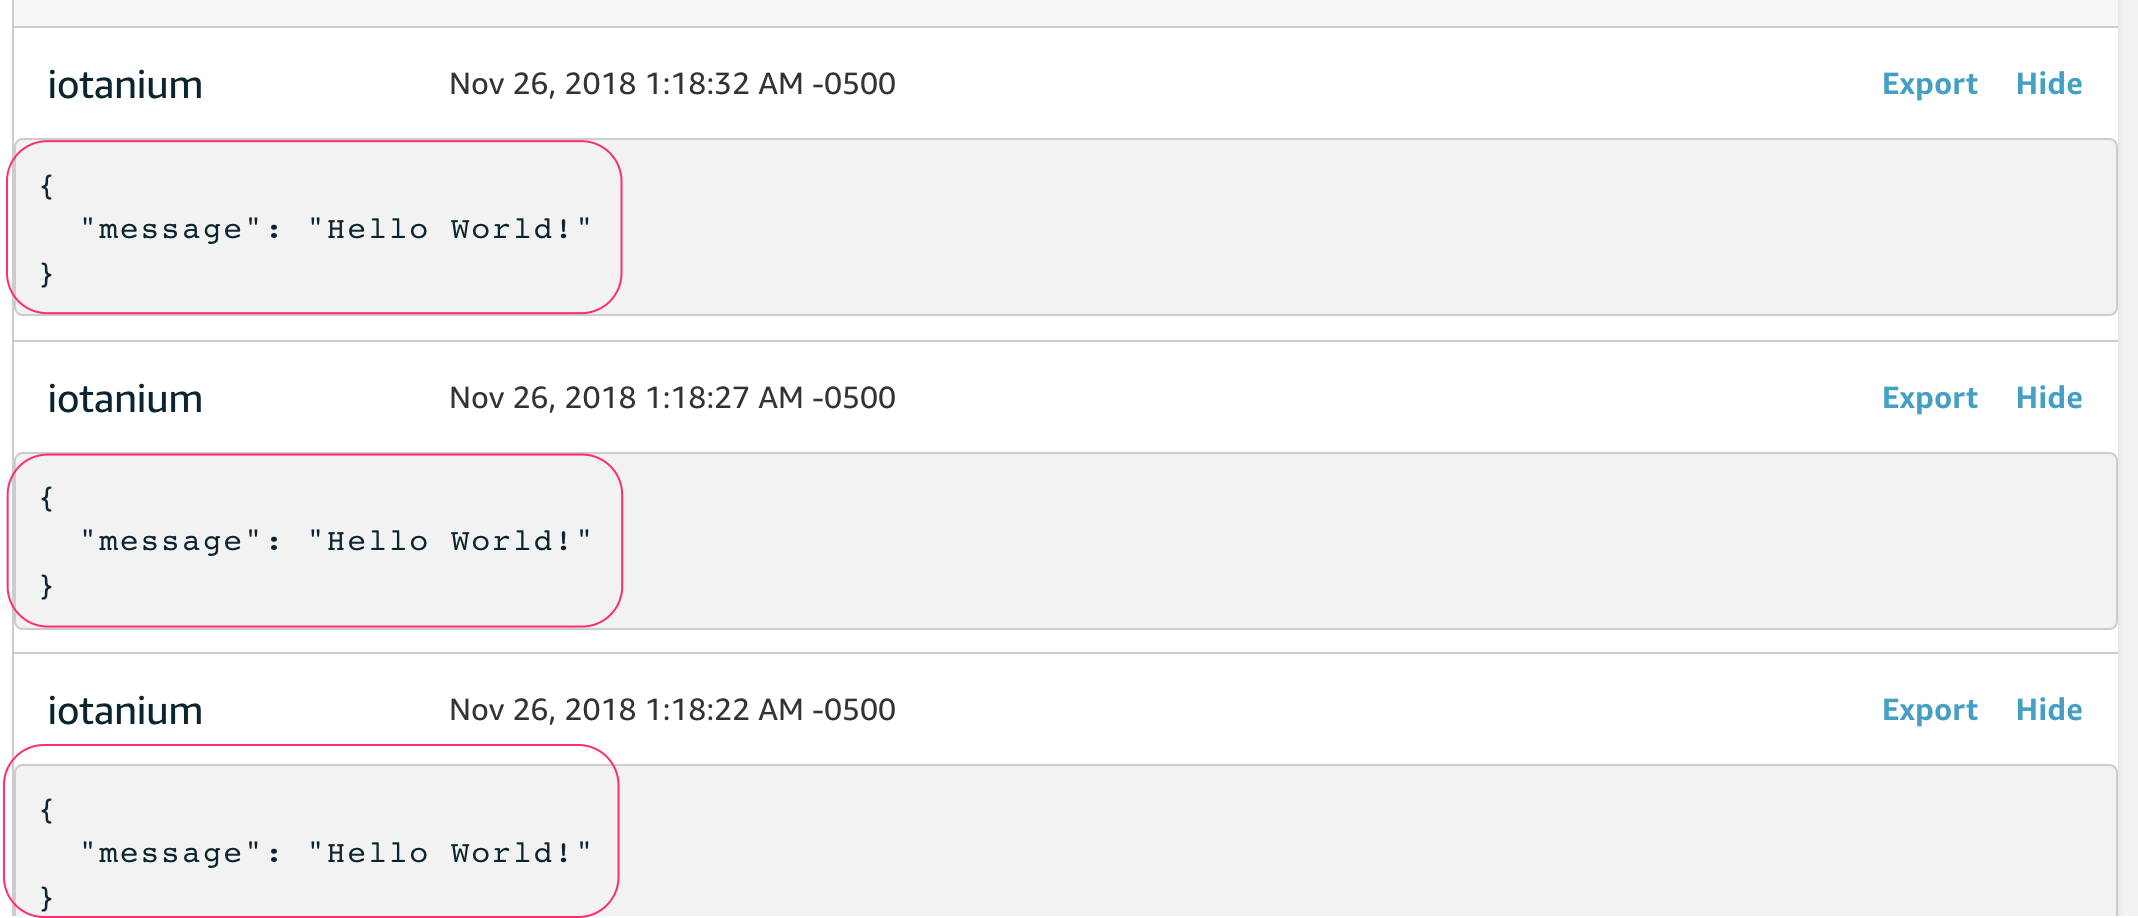 iotanium Nov 26, 2018 1:18:32 AM -0500 Export Hide
{
"message": "Hello World!"
}
iotanium Nov 26, 2018 1:18:27 AM -0500 Export Hide
{
"message": "Hello World!"
}
iotanium Nov 26, 2018 1:18:22 AM -0500 Export Hide
{
"message": "Hello World!"
}